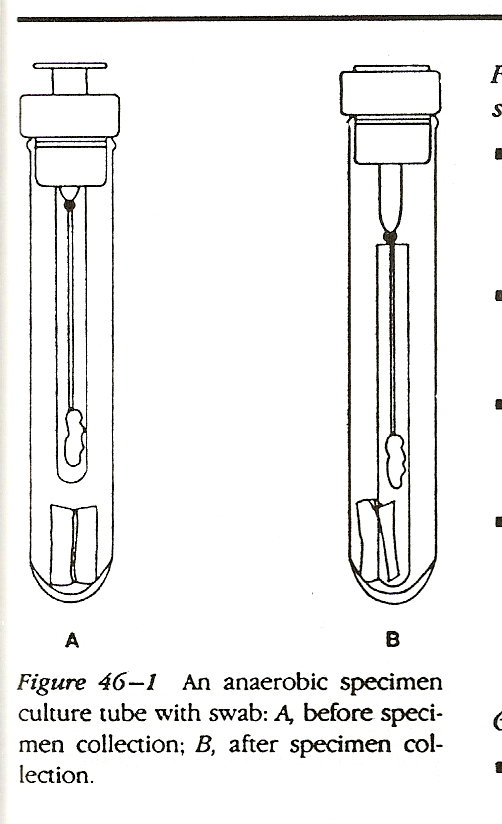 A
B
Figure 46–1 An anaerobic specimen
culture tube with swab: A, before speci-
men collection; B, after specimen col-
lection.
F
s